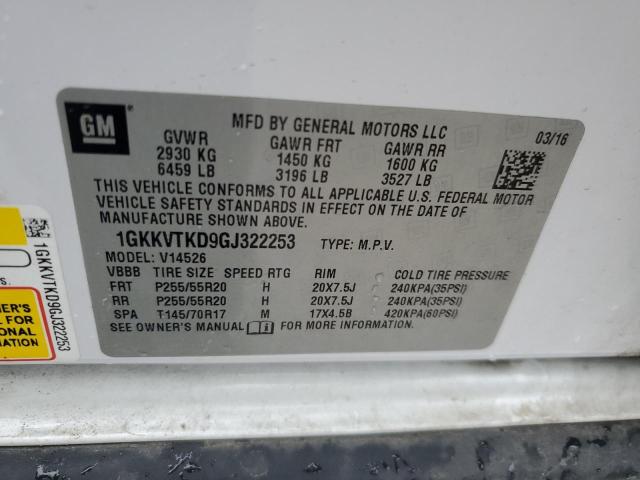 GM
MFD BY GENERAL MOTORS LLC 03/16
GVWR GAWR FRT GAWR RR
2930 KG 1450 KG 1600 KG
6459 LB 3196 LB 3527 LB
THIS VEHICLE CONFORMS TO ALL APPLICABLE U.S. FEDERAL MOTOR
VEHICLE SAFETY STANDARDS IN EFFECT ON THE DATE OF
MANUFACTURE SHOWN ABOVE.
1GKKVTKD9GJ322253 TYPE: M.P.V.
MODEL: V14526
VBBB TIRE SIZE SPEED RTG RIM COLD TIRE PRESSURE
FRT P255/55R20 H 20X7.5J 240KPA(35PSI)
RR P255/55R20 H 20X7.5J 240KPA(35PSI)
SPA T145/70R17 M 17X4.5B 420KPA(60PSI)
SEE OWNER'S MANUAL FOR MORE INFORMATION.
1GKKVTKD9GJ322253
OWNER'S
FOR
IONAL
MATION